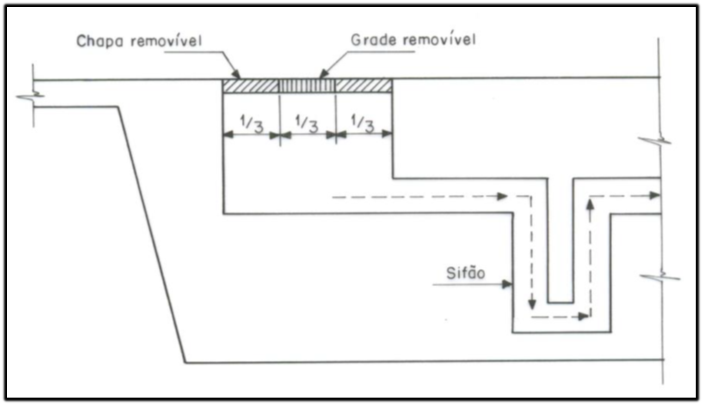 Chapa removível
Grade removível
1/3 1/3 1/3
Sifão